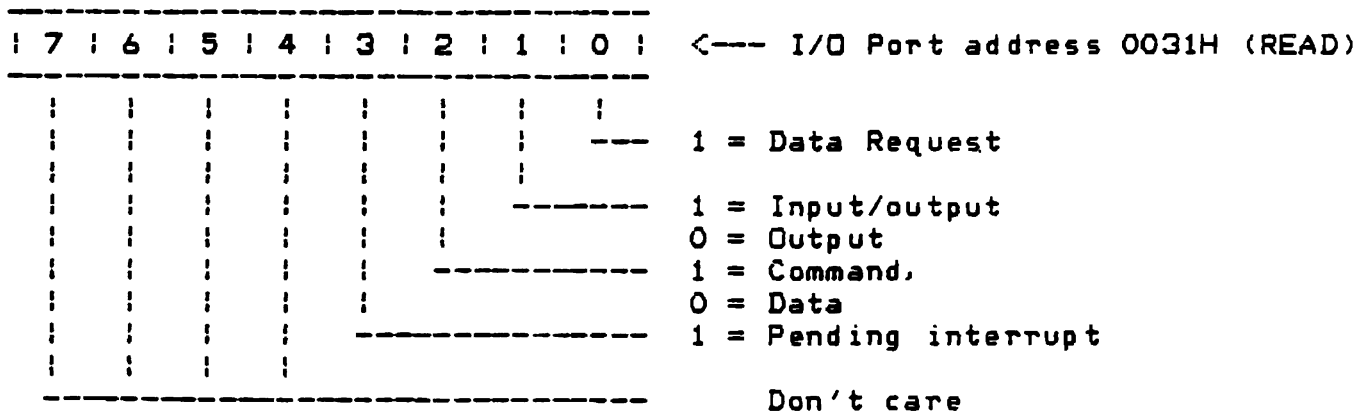 ¦ 7 ¦ 6 ¦ 5 ¦ 4 ¦ 3 ¦ 2 ¦ 1 ¦ 0 ¦ <--- I/O Port address 0031H (READ)
1 = Data Request
1 = Input/output
0 = Output
1 = Command,
0 = Data
1 = Pending interrupt
Don't care